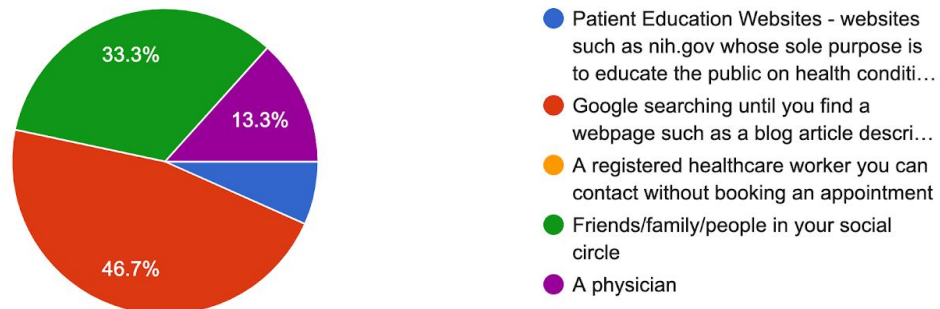 33.3%
13.3%
46.7%
Patient Education Websites - websites
such as nih.gov whose sole purpose is
to educate the public on health conditi…
Google searching until you find a
webpage such as a blog article descri…
A registered healthcare worker you can
contact without booking an appointment
Friends/family/people in your social
circle
A physician